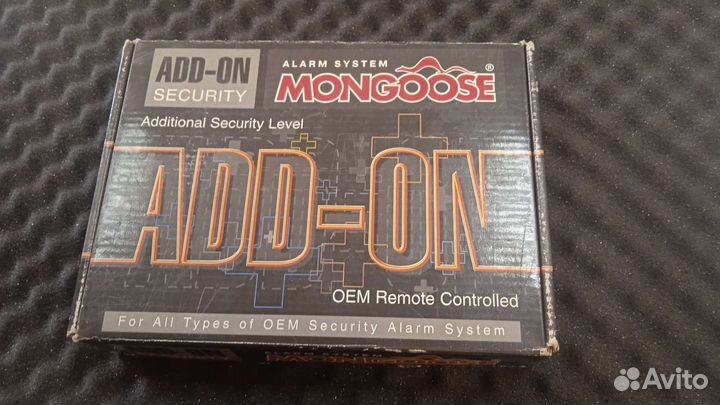 ADD-ON
SECURITY
ALARM SYSTEM
MONGOOSE®
Additional Security Level
ADD-ON
OEM Remote Controlled
For All Types of OEM Security Alarm System
Avito